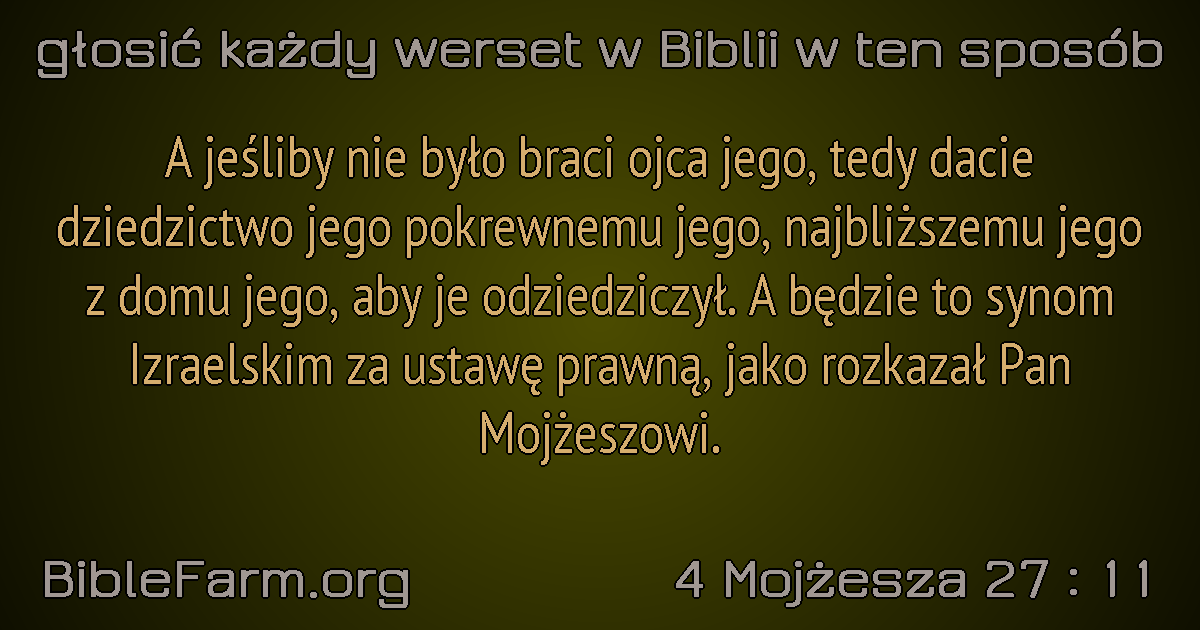 głosić każdy werset w Biblii w ten sposób
A jeśliby nie było braci ojca jego, tedy dacie
dziedzictwo jego pokrewnemu jego, najbliższemu jego
z domu jego, aby je odziedziczył. A będzie to synom
Izraelskim za ustawę prawną, jako rozkazał Pan
Mojżeszowi.
BibleFarm.org
4 Mojżesza 27 : 11